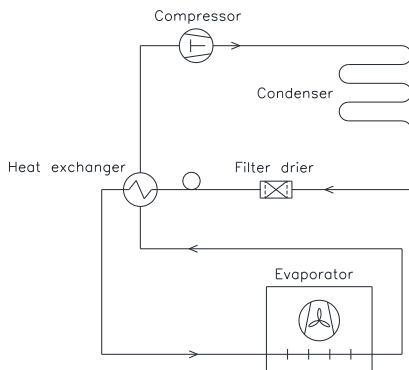 Compressor
Condenser
Heat exchanger
Filter drier
Evaporator